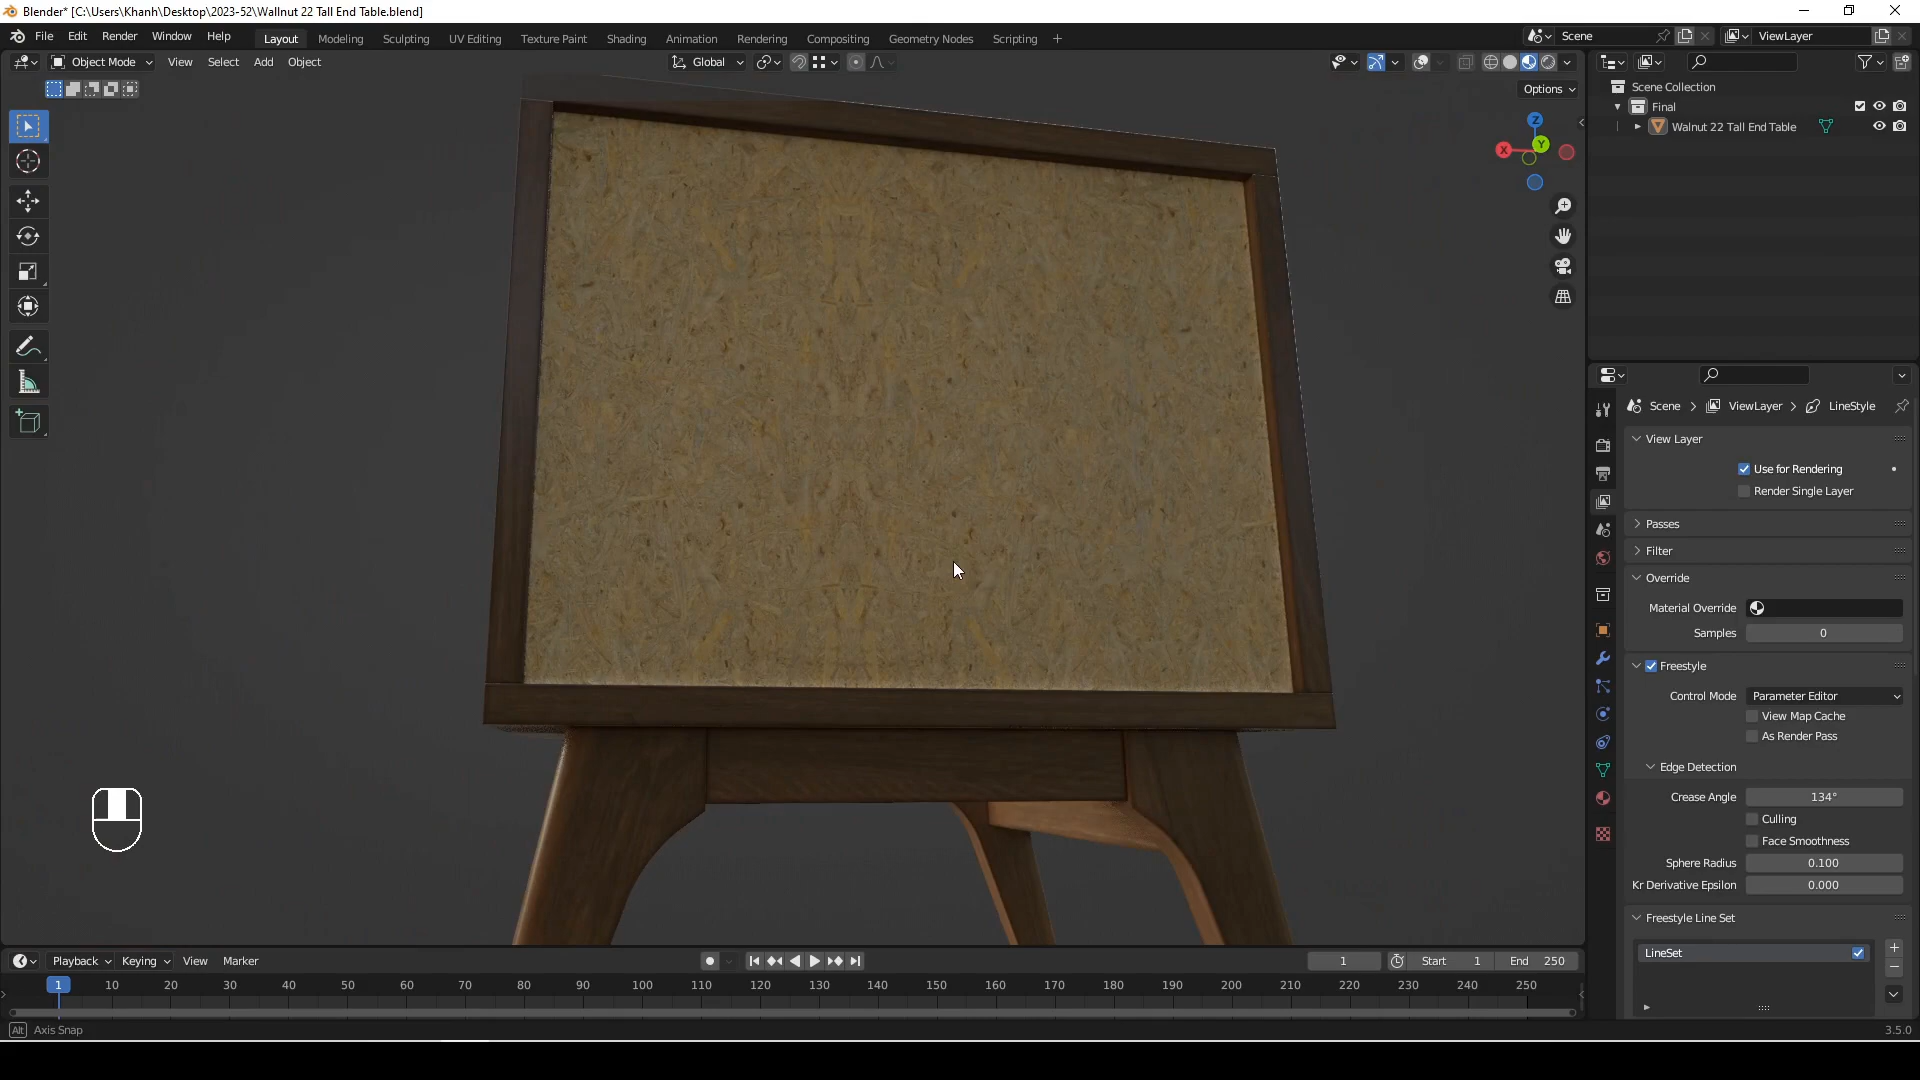 Blender* [C:\Users\Khanh\Desktop\2023-52\Wallnut 22 Tall End Table.blend]
File Edit Render Window Help Layout Modeling Sculpting UV Editing Texture Paint Shading Animation Rendering Compositing Geometry Nodes Scripting + Scene ViewLayer
Object Mode View Select Add Object Global
Options
Scene Collection
Final
Walnut 22 Tall End Table
Z
Y
X
Scene > ViewLayer > LineStyle
View Layer
Use for Rendering
Render Single Layer
Passes
Filter
Override
Material Override
Samples 0
Freestyle
Control Mode Parameter Editor
View Map Cache
As Render Pass
Edge Detection
Crease Angle 134°
Culling
Face Smoothness
Sphere Radius 0.100
Kr Derivative Epsilon 0.000
Freestyle Line Set
LineSet
Playback Keying View Marker 1 Start 1 End 250
1 10 20 30 40 50 60 70 80 90 100 110 120 130 140 150 160 170 180 190 200 210 220 230 240 250
Alt Axis Snap 3.5.0